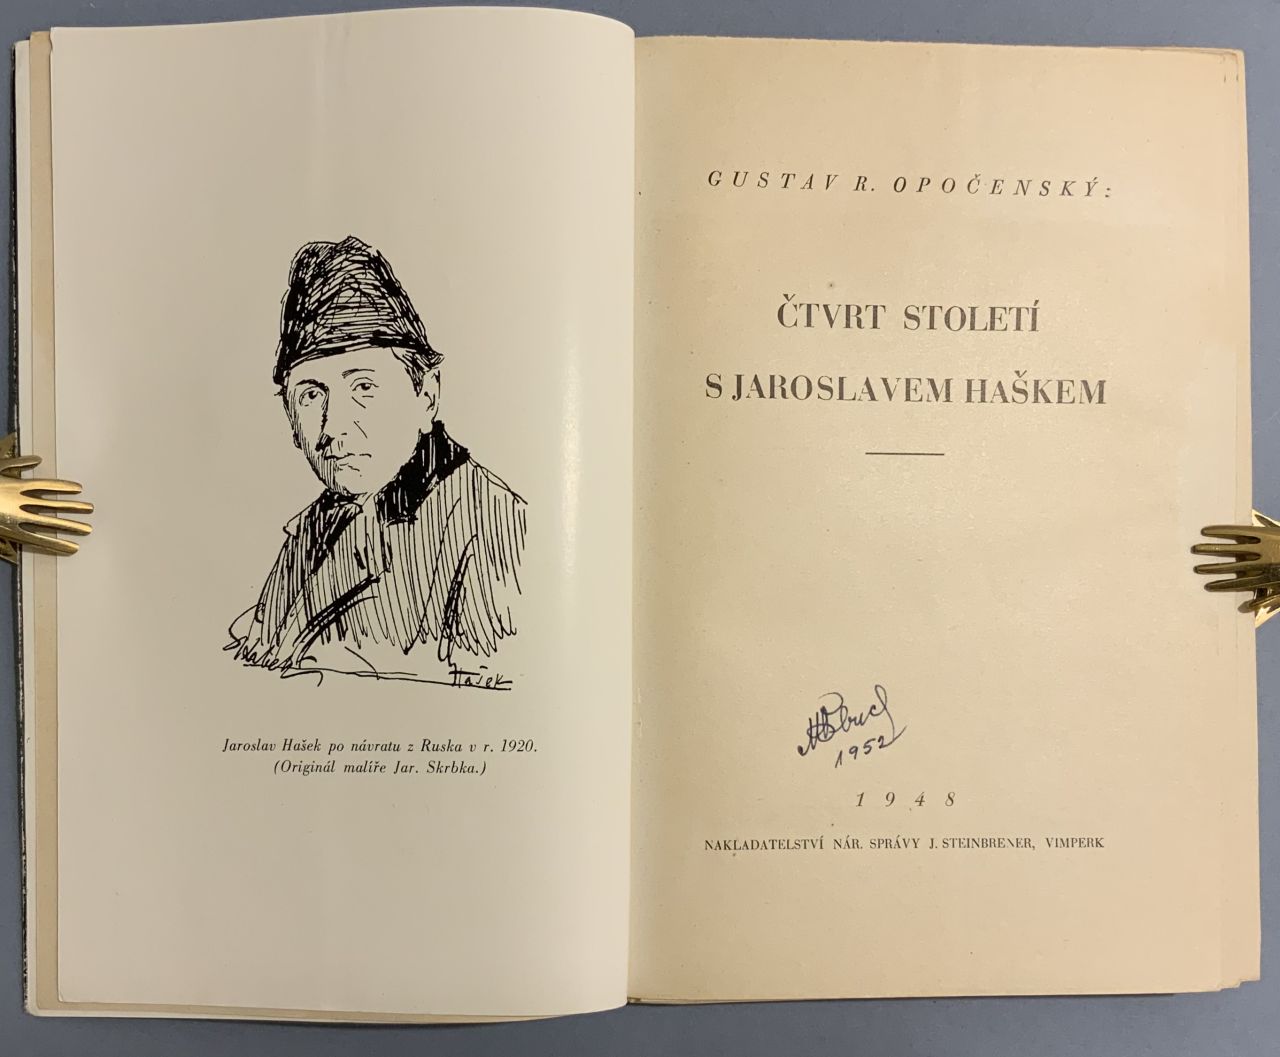 Hašek
Jaroslav Hašek po návratu z Ruska v r. 1920.
(Originál malíře Jar. Skrbka.)
GUSTAV R. OPOČENSKÝ:
ČTVRT STOLETÍ
S JAROSLAVEM HAŠKEM
1952
1948
NAKLADATELSTVÍ NÁR. SPRÁVY J. STEINBRENER, VIMPERK